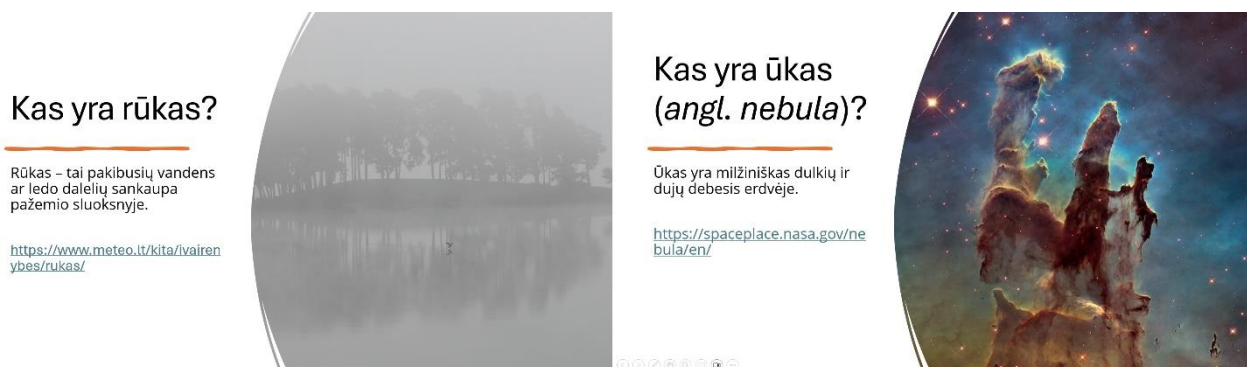 Kas yra rūkas?
Rūkas – tai pakibusių vandens
ar ledo dalelių sankaupa
pažemio sluoksnyje.
https://www.meteo.lt/kita/ivairen
ybes/rukas/
Kas yra ūkas
(angl. nebula)?
Ūkas yra milžiniškas dulkių ir
dujų debesis erdvėje.
https://spaceplace.nasa.gov/ne
bula/en/